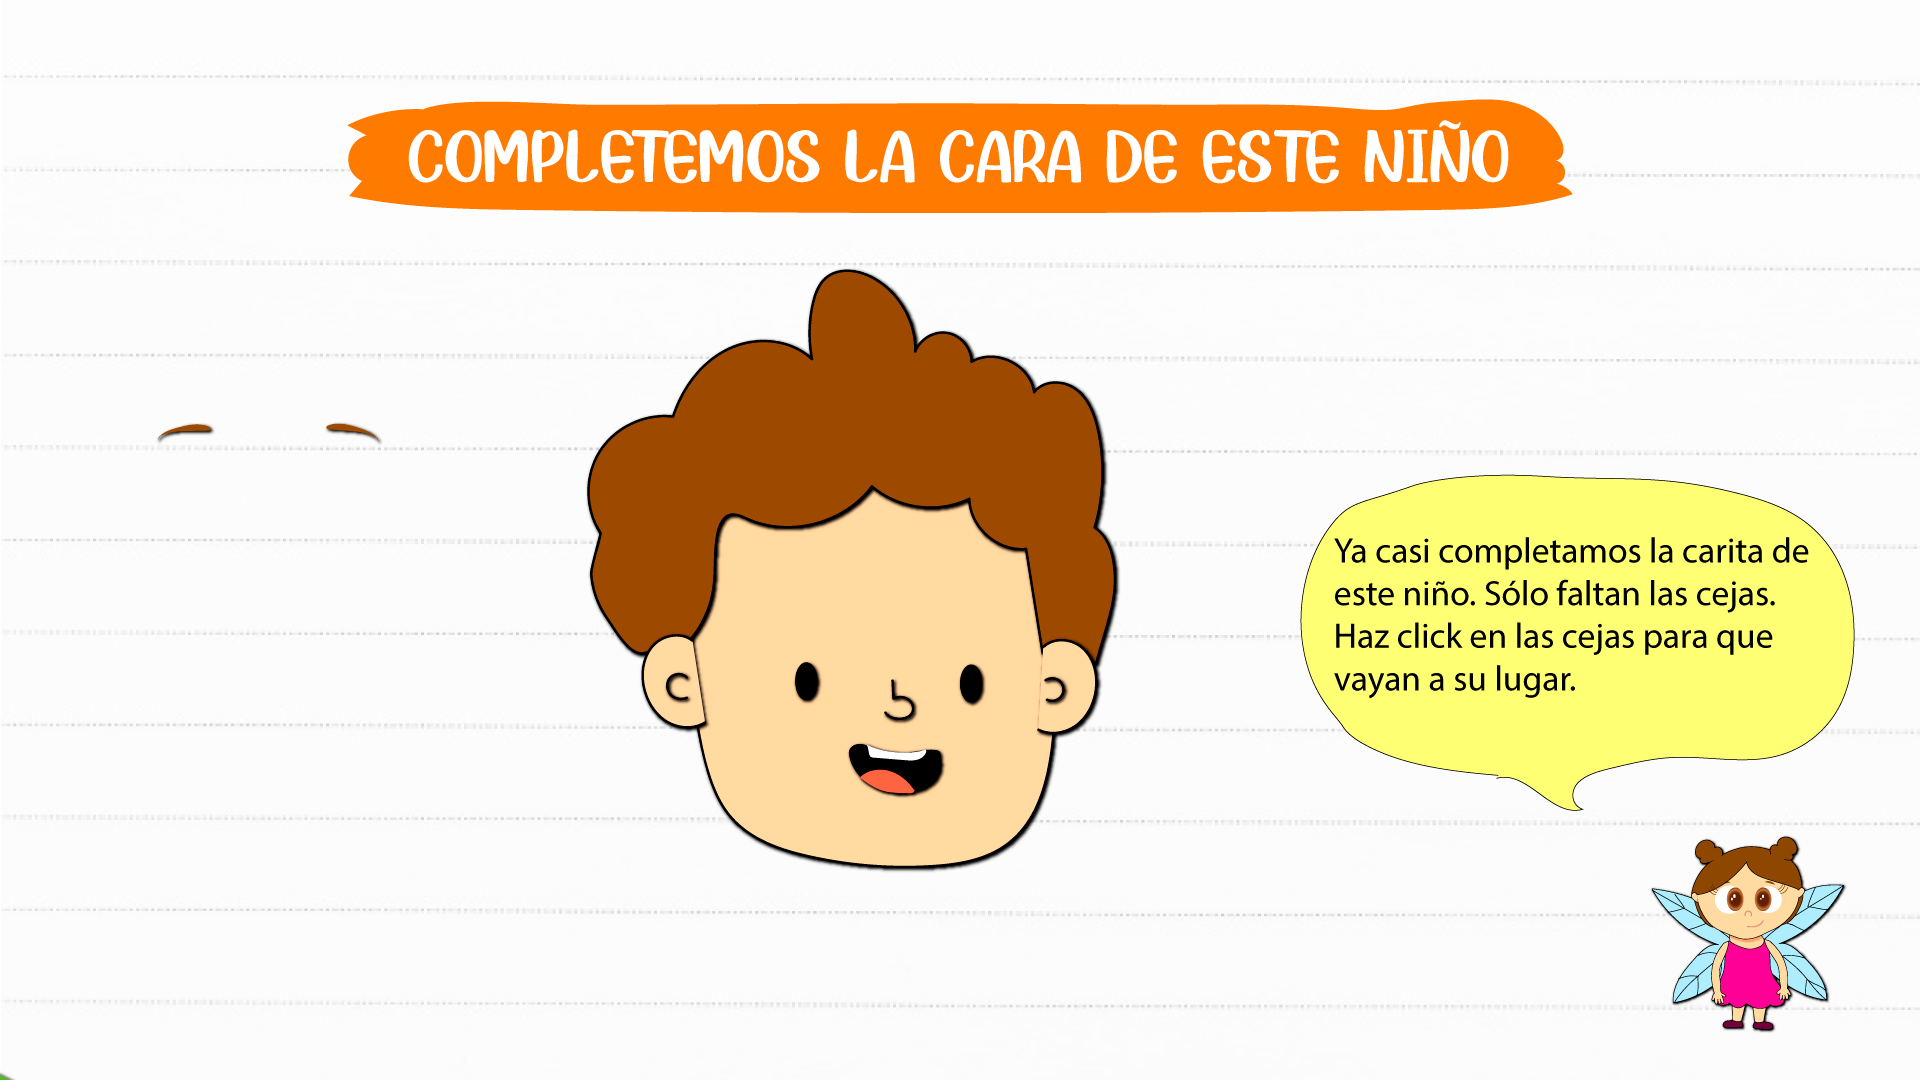 COMPLETEMOS LA CARA DE ESTE NIÑO
Ya casi completamos la carita de
este niño. Sólo faltan las cejas.
Haz click en las cejas para que
vayan a su lugar.